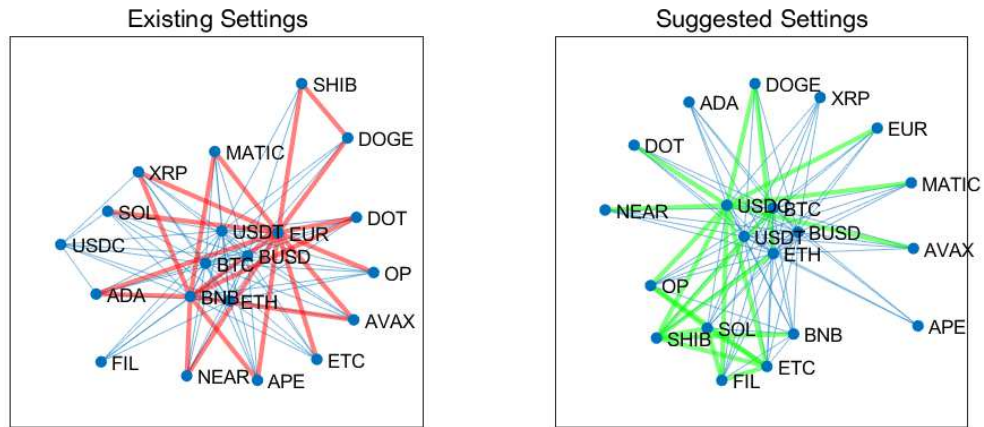 Existing Settings
SHIB
DOGE
MATIC
XRP
SOL
DOT
USDT
EUR
USDC
BUSD
BTC
OP
ADA
BNB
ETH
AVAX
FIL
ETC
NEAR
APE
Suggested Settings
DOGE
XRP
ADA
EUR
DOT
MATIC
NEAR
USDC
BTC
BUSD
USDT
AVAX
ETH
OP
APE
SOL
BNB
SHIB
ETC
FIL